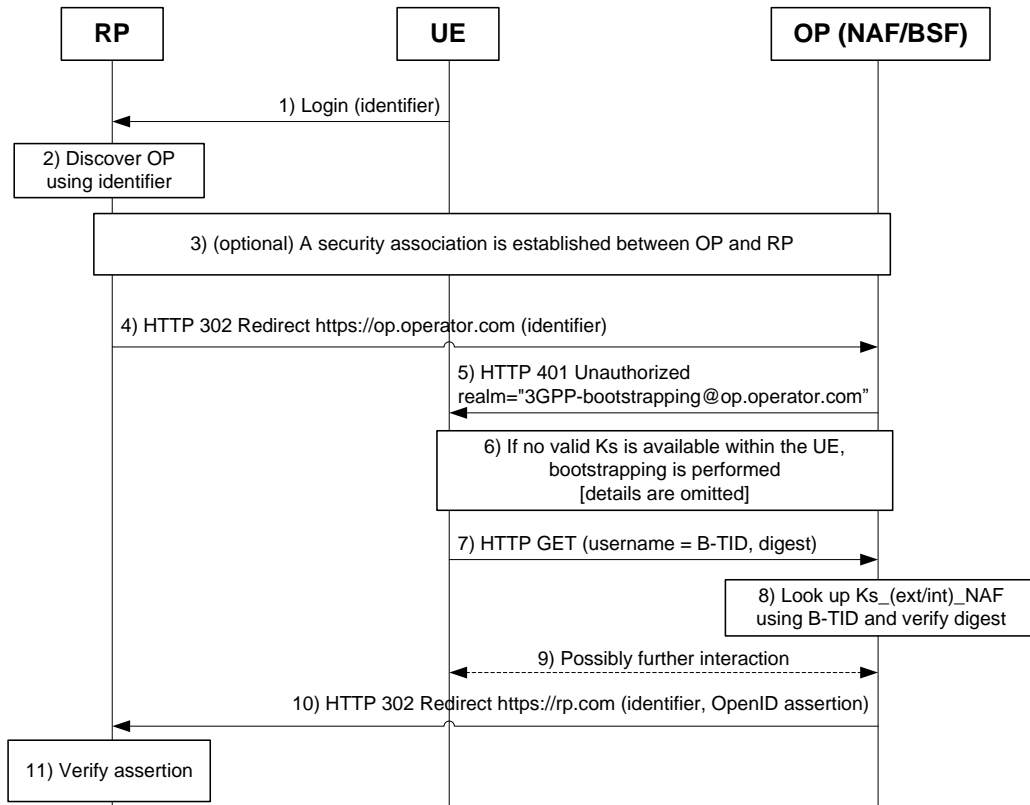 RP
UE
OP (NAF/BSF)
1) Login (identifier)
2) Discover OP
using identifier
3) (optional) A security association is established between OP and RP
4) HTTP 302 Redirect https://op.operator.com (identifier)
5) HTTP 401 Unauthorized
realm="3GPP-bootstrapping@op.operator.com”
6) If no valid Ks is available within the UE,
bootstrapping is performed
[details are omitted]
7) HTTP GET (username = B-TID, digest)
8) Look up Ks_(ext/int)_NAF
using B-TID and verify digest
9) Possibly further interaction
10) HTTP 302 Redirect https://rp.com (identifier, OpenID assertion)
11) Verify assertion